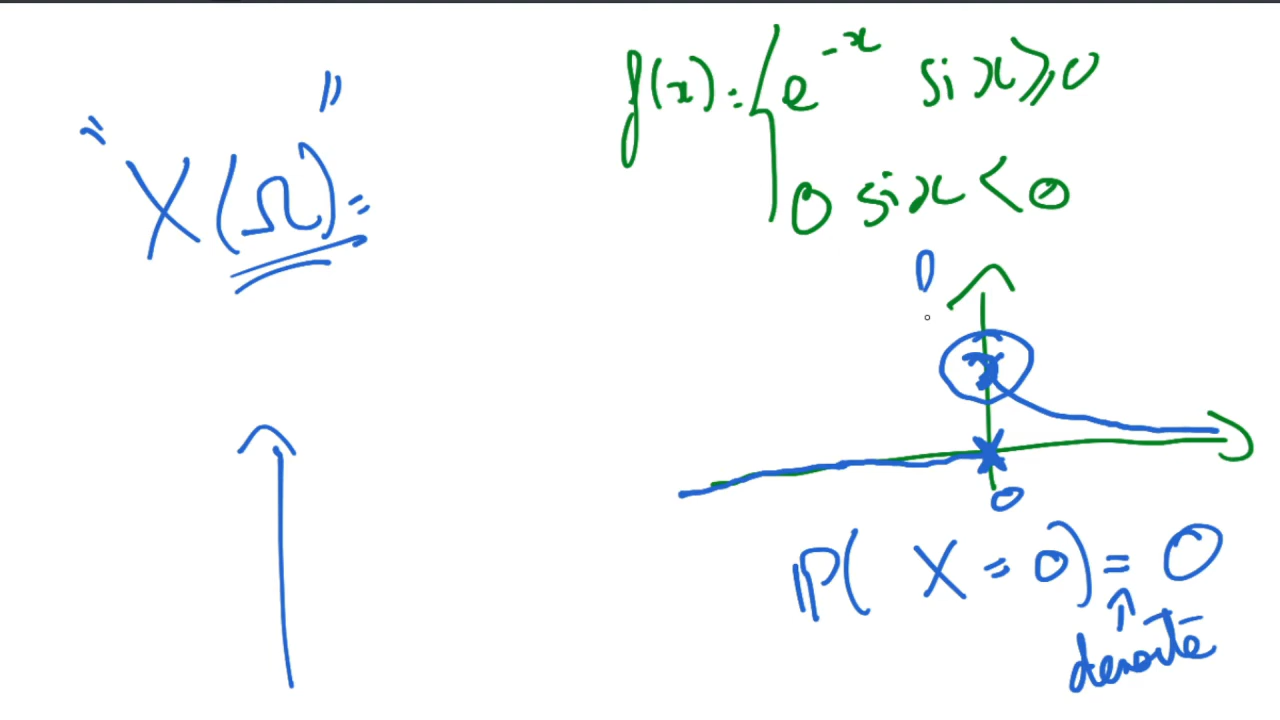 " X(Ω) " =
f(x) = { e^{-x} si x ⩾ 0
0 si x < 0
0
0
ℙ( X = 0) = 0
↑
densité